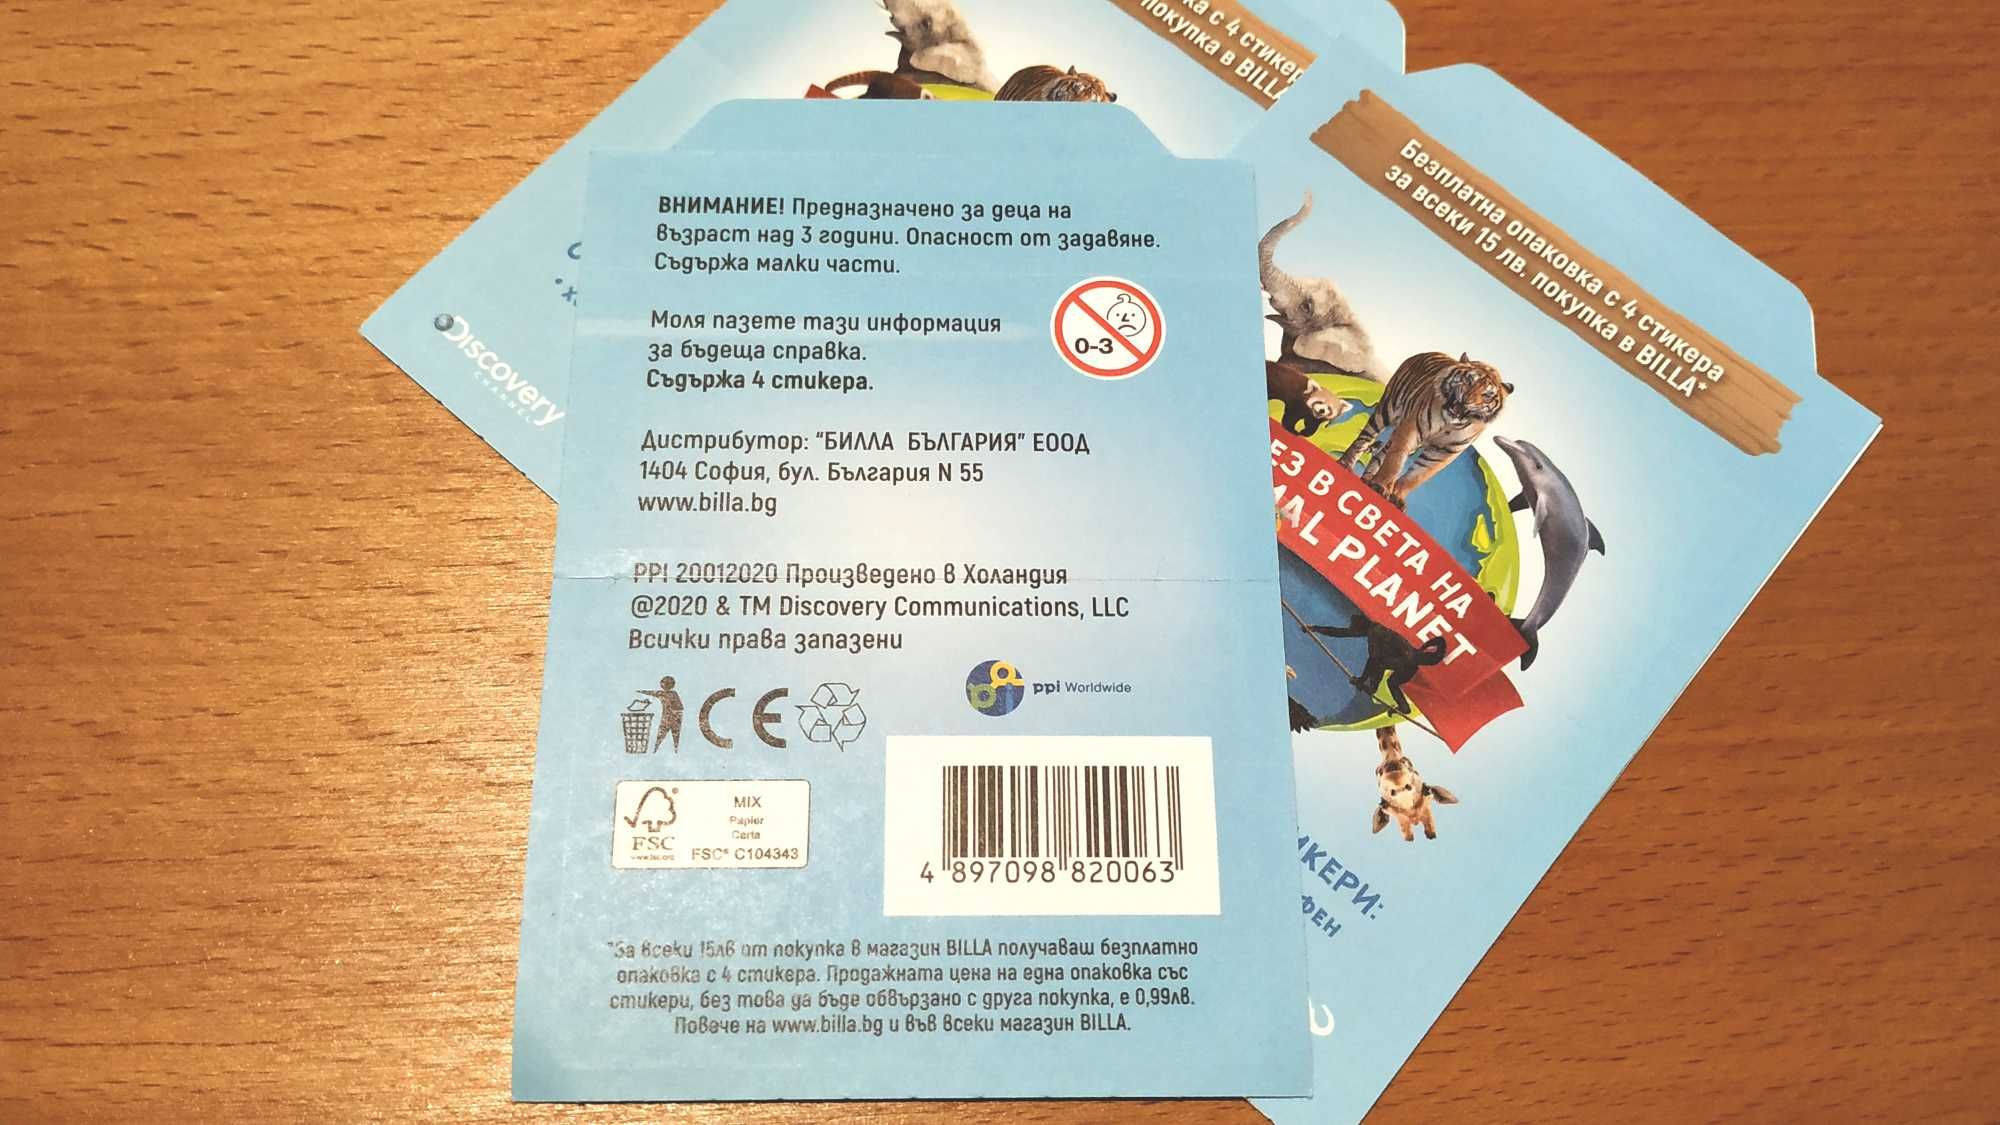 ВНИМАНИЕ! Предназначено за деца на
възраст над 3 години. Опасност от задавяне.
Съдържа малки части.
Моля пазете тази информация
за бъдеща справка.
Съдържа 4 стикера.
0-3
Дистрибутор: “БИЛЛА БЪЛГАРИЯ” ЕООД
1404 София, бул. България N 55
www.billa.bg
PPI 20012020 Произведено в Холандия
@2020 & TM Discovery Communications, LLC
Всички права запазени
ppi Worldwide
CE
MIX
Papier
FSC
www.fsc.org
FSC® C104343
4 897098 820063
*За всеки 15лв от покупка в магазин BILLA получаваш безплатно
опаковка с 4 стикера. Продажната цена на една опаковка със
стикери, без това да бъде обвързано с друга покупка, е 0,99лв.
Повече на www.billa.bg и във всеки магазин BILLA.
Безплатна опаковка с 4 стикера
за всеки 15 лв. покупка в BILLA*
В СВЕТА НА
PLANET
с 4
покупка в BILLA
DISCOVERY
CHANNEL